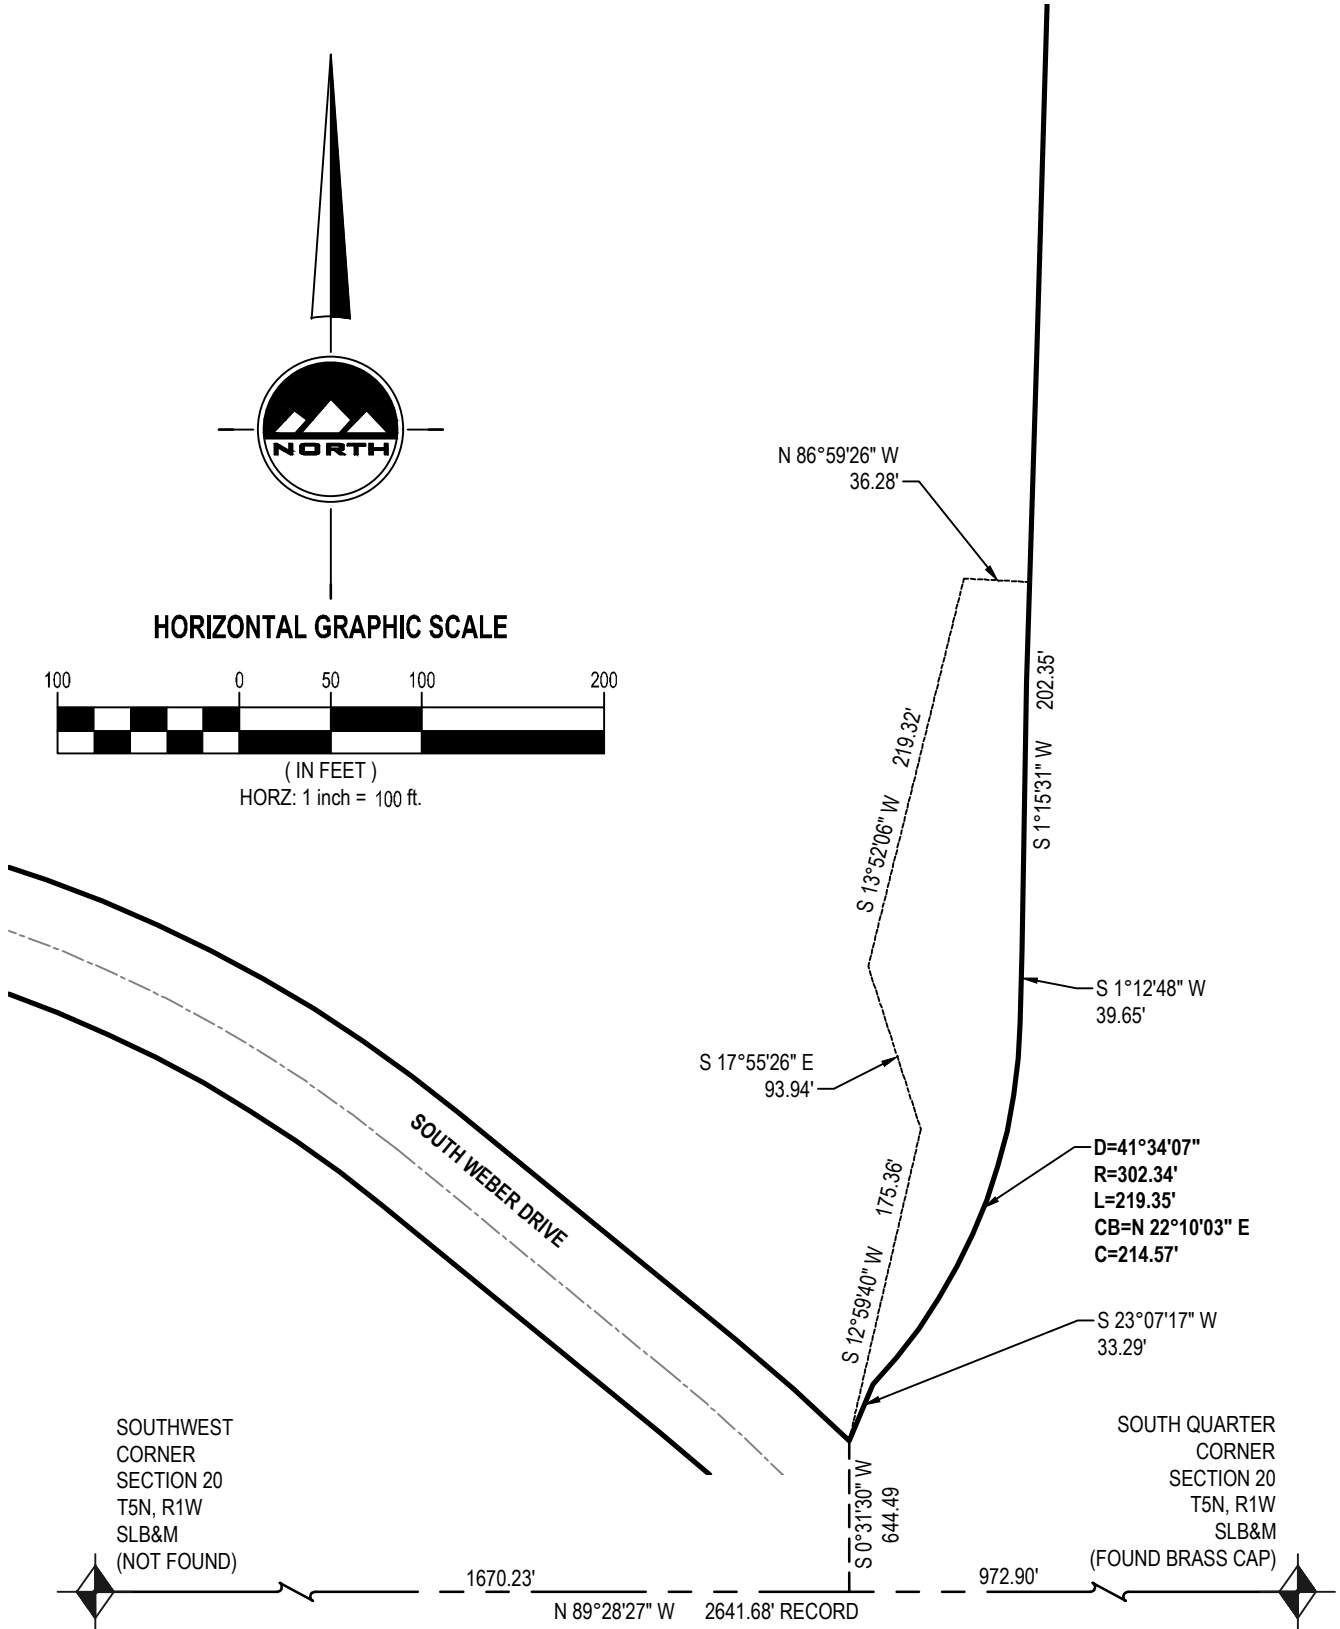 NORTH
HORIZONTAL GRAPHIC SCALE
100 0 50 100 200
( IN FEET )
HORZ: 1 inch = 100 ft.
N 86°59'26" W
36.28'
S 13°52'06" W 219.32'
S 1°15'31" W 202.35'
S 1°12'48" W
39.65'
S 17°55'26" E
93.94'
SOUTH WEBER DRIVE
S 12°59'40" W 175.36'
D=41°34'07"
R=302.34'
L=219.35'
CB=N 22°10'03" E
C=214.57'
S 23°07'17" W
33.29'
SOUTHWEST
CORNER
SECTION 20
T5N, R1W
SLB&M
(NOT FOUND)
S 0°31'30" W
644.49
SOUTH QUARTER
CORNER
SECTION 20
T5N, R1W
SLB&M
(FOUND BRASS CAP)
1670.23'
972.90'
N 89°28'27" W 2641.68' RECORD